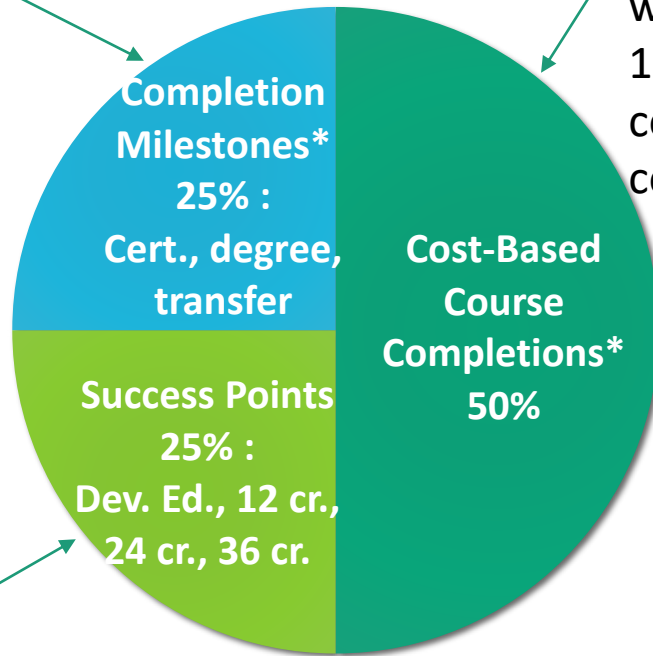 Completion
Milestones*
25% :
Cert., degree,
transfer
Cost-Based
Course
Completions*
50%
Success Points
25% :
Dev. Ed., 12 cr.,
24 cr., 36 cr.